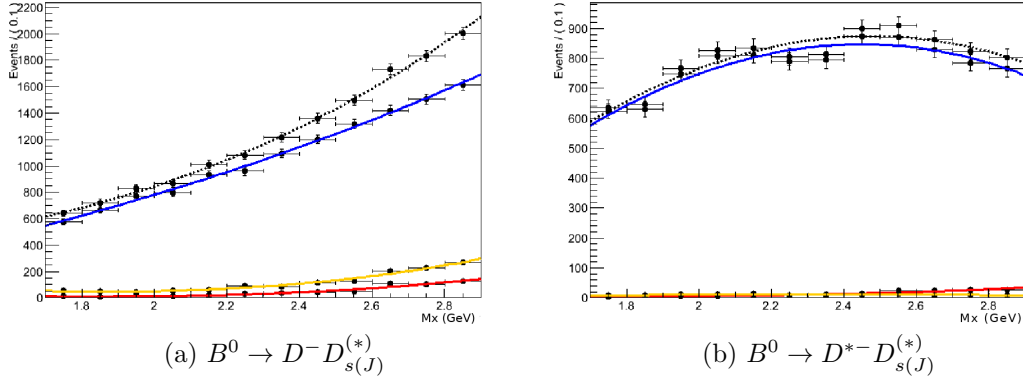 Events / ( 0.1 )
2200
2000
1800
1600
1400
1200
1000
800
600
400
200
0
1.8 2 2.2 2.4 2.6 2.8
Mx (GeV)
(a) $B^0 \to D^- D_{s(J)}^{(*)}$
Events / ( 0.1 )
900
800
700
600
500
400
300
200
100
0
1.8 2 2.2 2.4 2.6 2.8
Mx (GeV)
(b) $B^0 \to D^{*-} D_{s(J)}^{(*)}$